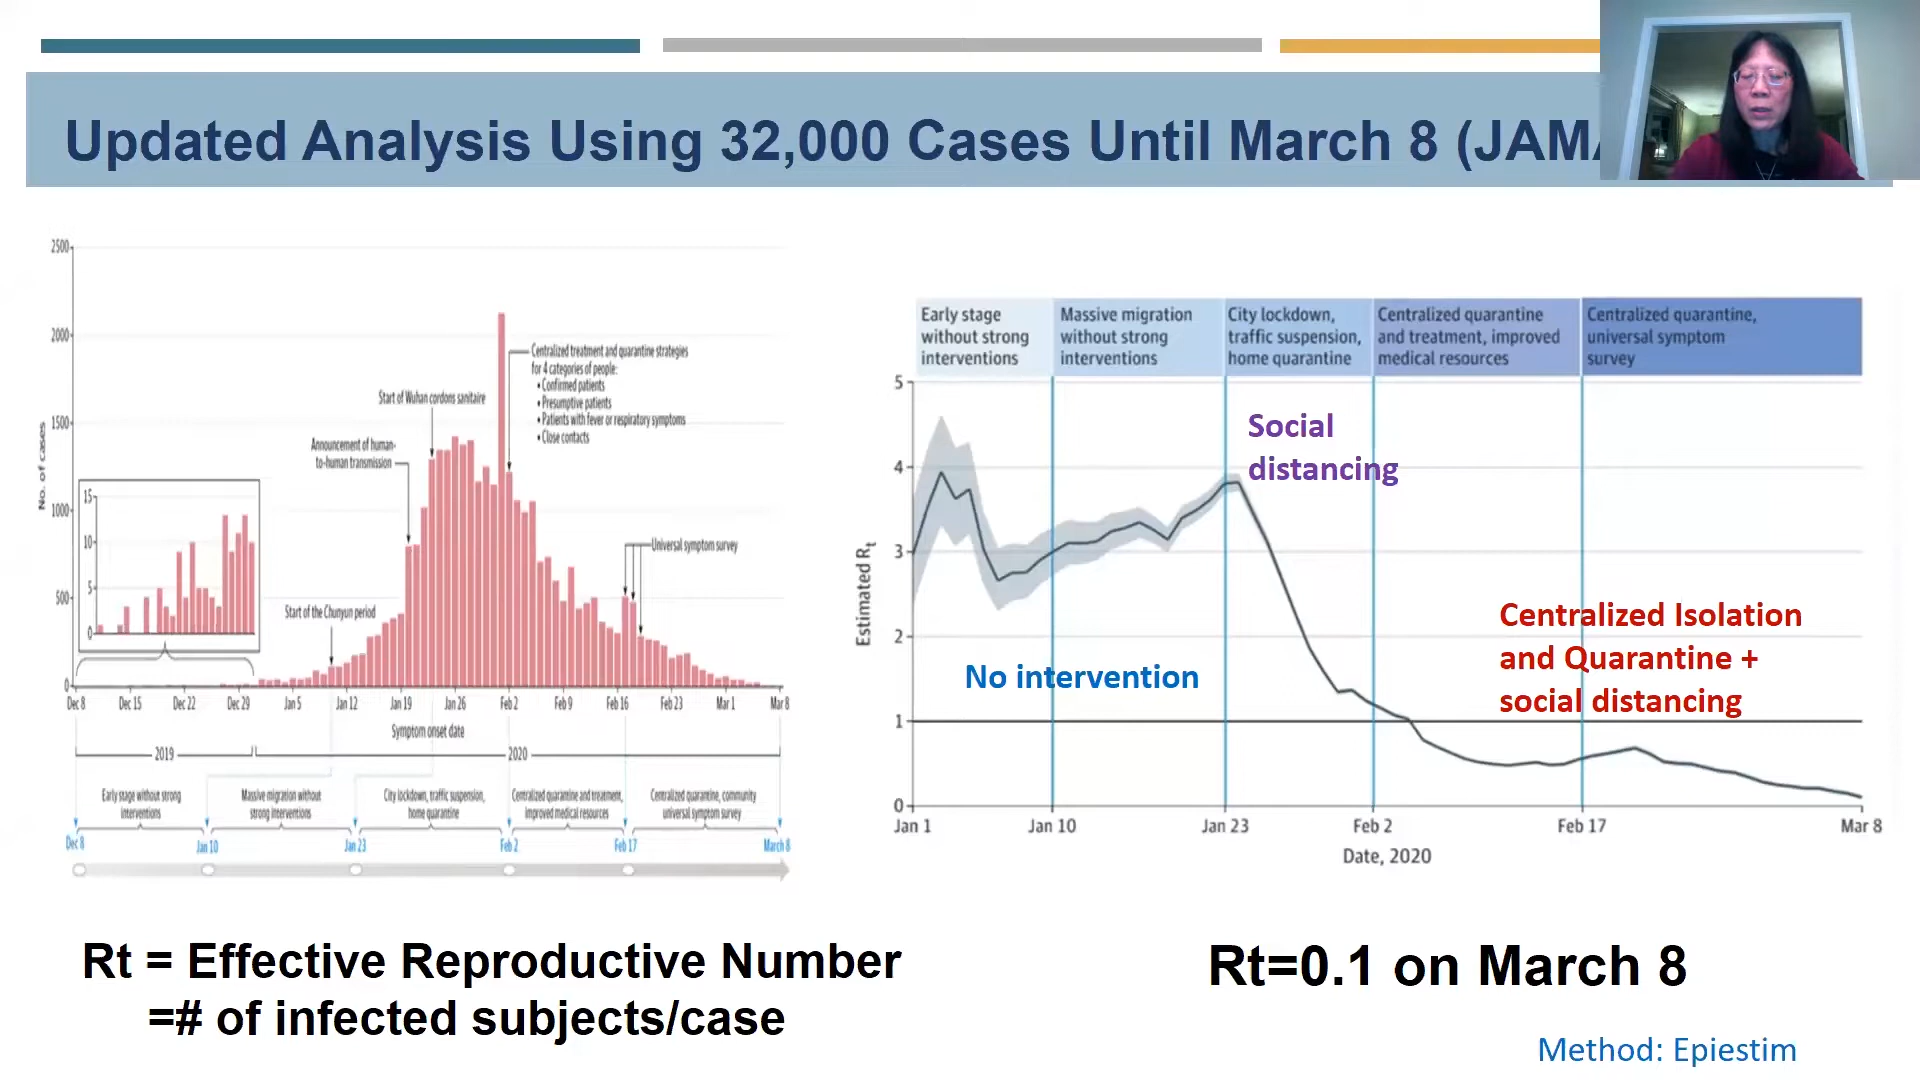 Updated Analysis Using 32,000 Cases Until March 8 (JAMA
2500
2000
1500
1000
500
0
No. of cases
15
10
5
0
Start of the Chunyun period
Announcement of human-
to-human transmission
Start of Wuhan cordons sanitaire
Centralized treatment and quarantine strategies
for 4 categories of people:
• Confirmed patients
• Presumptive patients
• Patients with fever or respiratory symptoms
• Close contacts
Universal symptom survey
Dec 8 Dec 15 Dec 22 Dec 29 Jan 5 Jan 12 Jan 19 Jan 26 Feb 2 Feb 9 Feb 16 Feb 23 Mar 1 Mar 8
Symptom onset date
2019 2020
Early stage without strong
interventions
Massive migration without
strong interventions
City lockdown, traffic suspension,
home quarantine
Centralized quarantine and treatment,
improved medical resources
Centralized quarantine, community
universal symptom survey
Dec 8 Jan 10 Jan 23 Feb 2 Feb 17 March 8
Early stage
without strong
interventions
Massive migration
without strong
interventions
City lockdown,
traffic suspension,
home quarantine
Centralized quarantine
and treatment, improved
medical resources
Centralized quarantine,
universal symptom
survey
5
4
3
2
1
0
Estimated Rt
Social
distancing
No intervention
Centralized Isolation
and Quarantine +
social distancing
Jan 1 Jan 10 Jan 23 Feb 2 Feb 17 Mar 8
Date, 2020
Rt = Effective Reproductive Number
=# of infected subjects/case
Rt=0.1 on March 8
Method: Epiestim